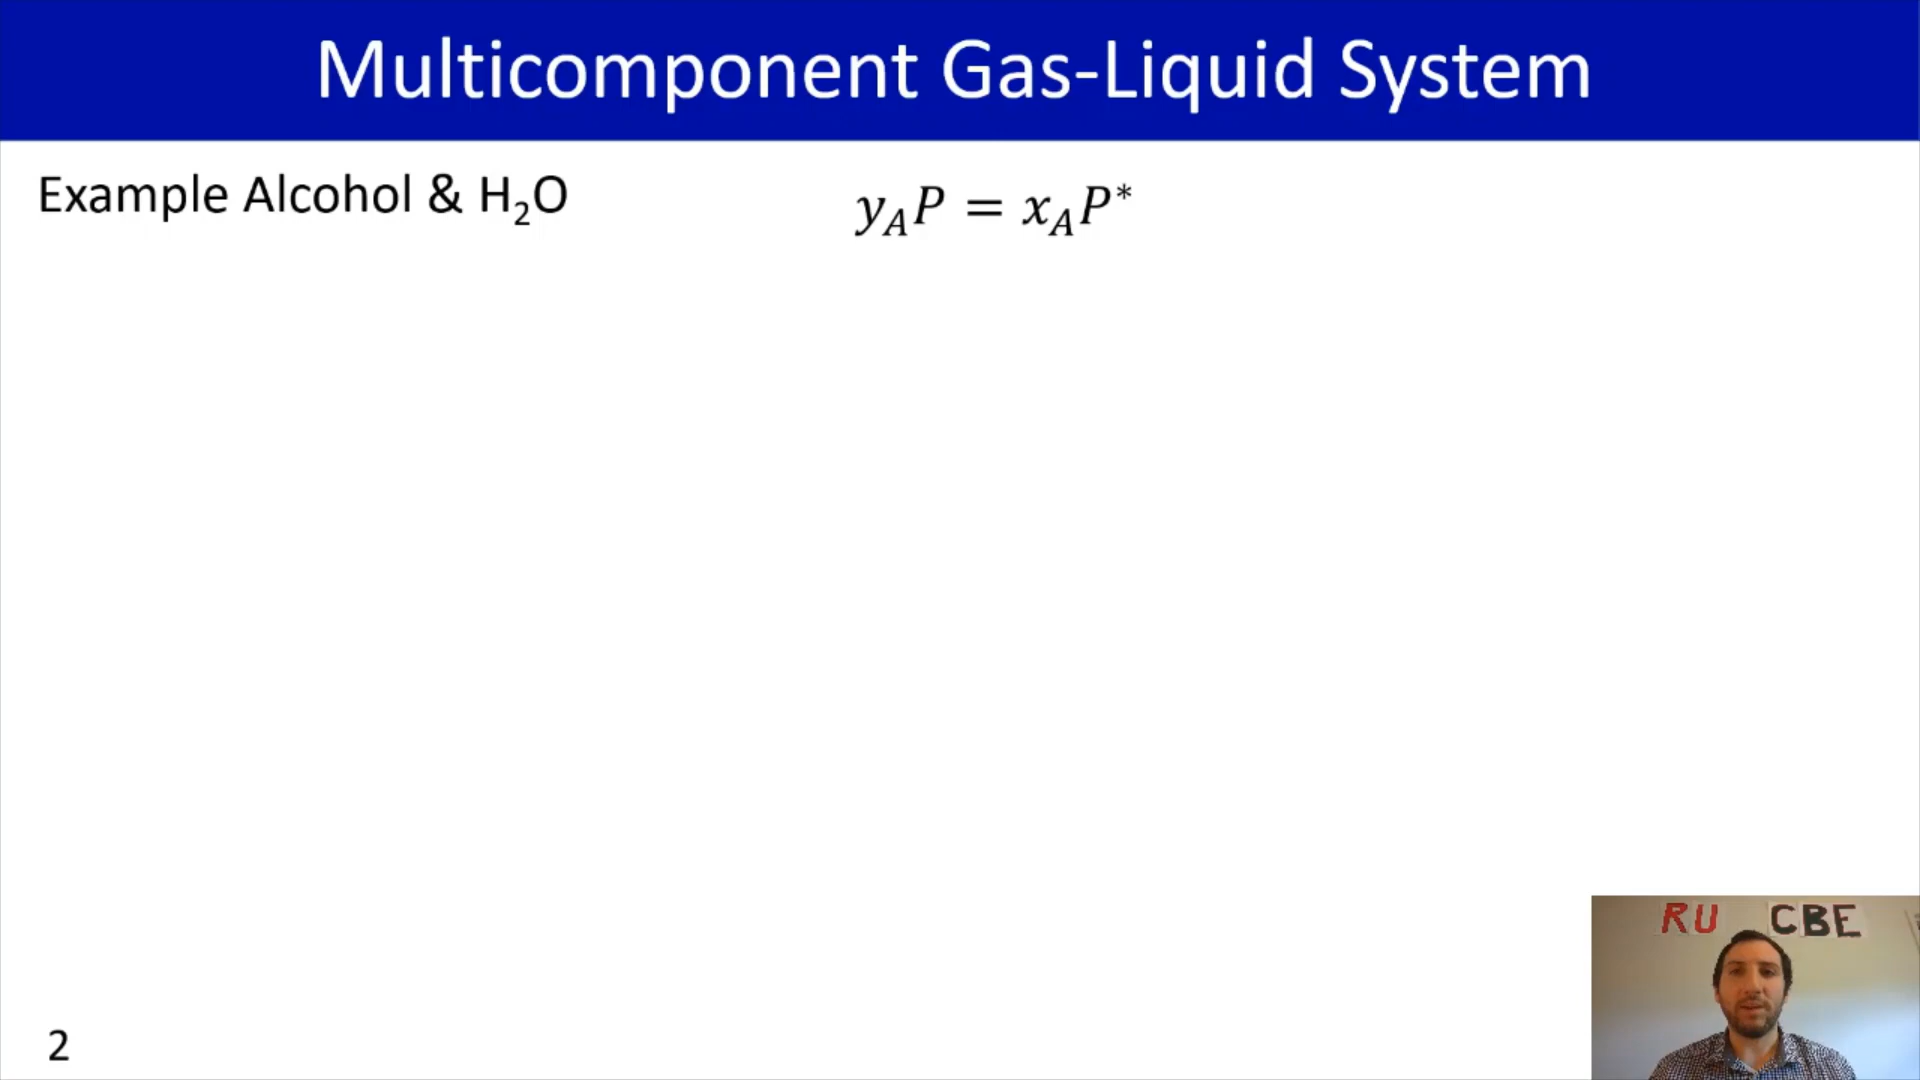 Multicomponent Gas-Liquid System
Example Alcohol & H₂O
y_A P = x_A P*
RU CBE
2